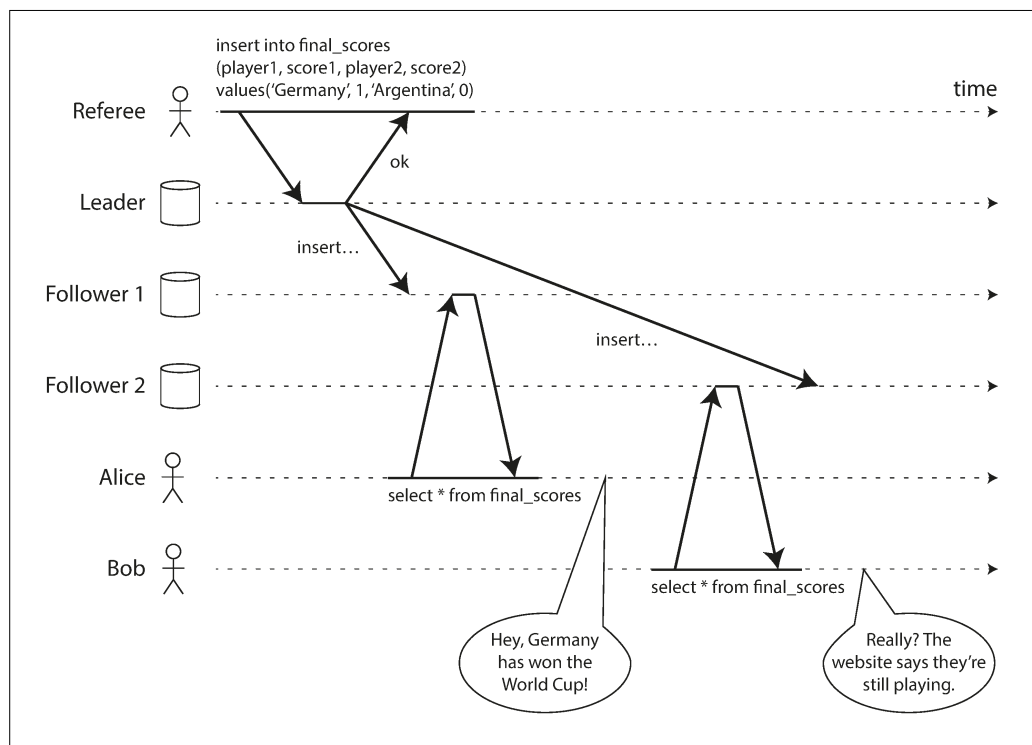 insert into final_scores
(player1, score1, player2, score2)
values(‘Germany’, 1, ‘Argentina’, 0)
time
Referee
ok
Leader
insert…
Follower 1
insert…
Follower 2
Alice
select * from final_scores
Bob
select * from final_scores
Hey, Germany
has won the
World Cup!
Really? The
website says they’re
still playing.